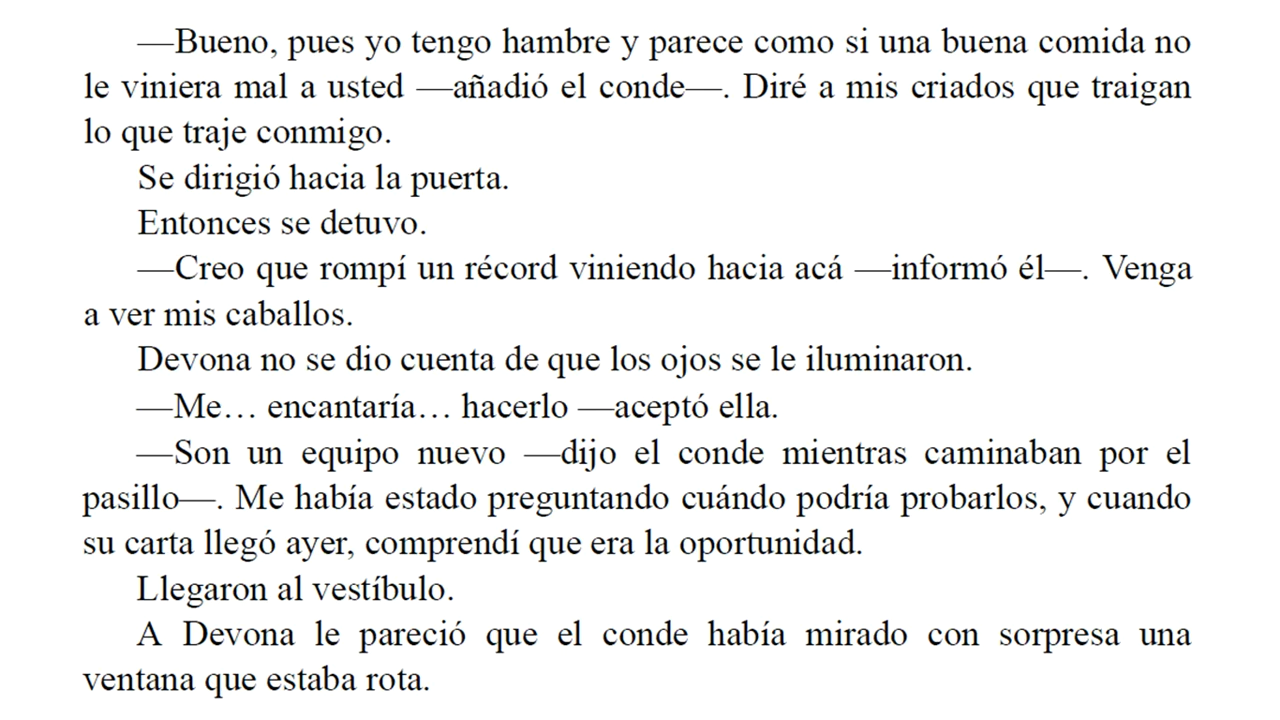 —Bueno, pues yo tengo hambre y parece como si una buena comida no
le viniera mal a usted —añadió el conde—. Diré a mis criados que traigan
lo que traje conmigo.
Se dirigió hacia la puerta.
Entonces se detuvo.
—Creo que rompí un récord viniendo hacia acá —informó él—. Venga
a ver mis caballos.
Devona no se dio cuenta de que los ojos se le iluminaron.
—Me… encantaría… hacerlo —aceptó ella.
—Son un equipo nuevo —dijo el conde mientras caminaban por el
pasillo—. Me había estado preguntando cuándo podría probarlos, y cuando
su carta llegó ayer, comprendí que era la oportunidad.
Llegaron al vestíbulo.
A Devona le pareció que el conde había mirado con sorpresa una
ventana que estaba rota.